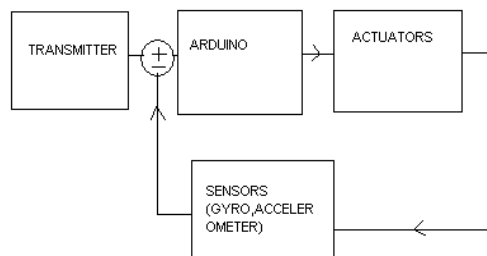 TRANSMITTER
+
−
ARDUINO
ACTUATORS
SENSORS
(GYRO,ACCELER
OMETER)